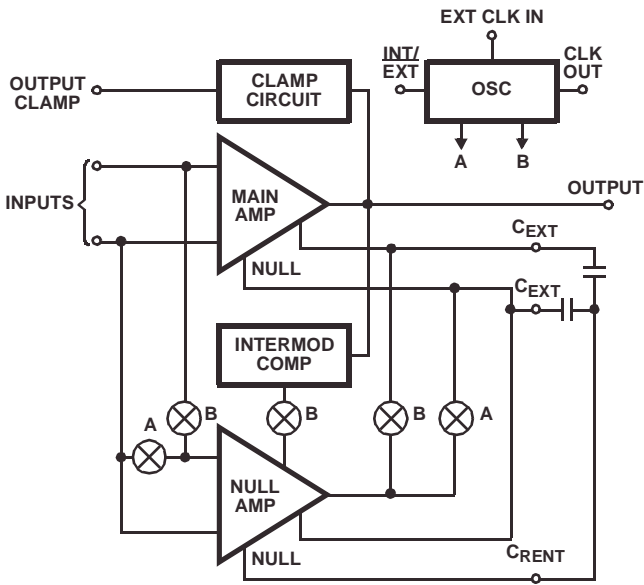 EXT CLK IN
INT/
EXT
CLK
OUT
OSC
A
B
OUTPUT
CLAMP
CLAMP
CIRCUIT
INPUTS
MAIN
AMP
OUTPUT
NULL
CEXT
CEXT
INTERMOD
COMP
A
B
B
B
A
NULL
AMP
NULL
CRENT